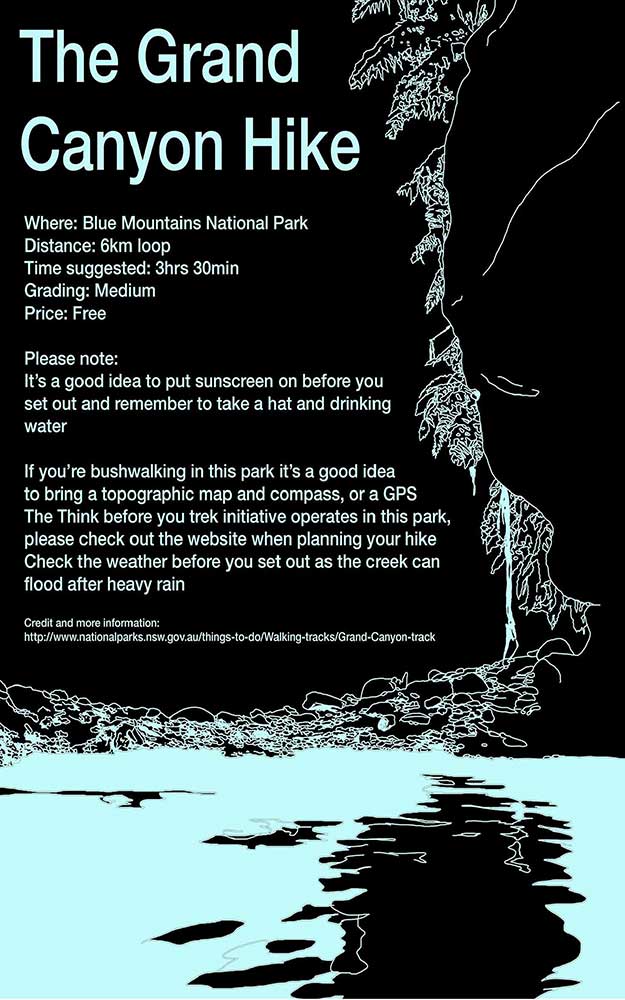 The Grand
Canyon Hike
Where: Blue Mountains National Park
Distance: 6km loop
Time suggested: 3hrs 30min
Grading: Medium
Price: Free
Please note:
It's a good idea to put sunscreen on before you
set out and remember to take a hat and drinking
water
If you're bushwalking in this park it's a good idea
to bring a topographic map and compass, or a GPS
The Think before you trek initiative operates in this park,
please check out the website when planning your hike
Check the weather before you set out as the creek can
flood after heavy rain
Credit and more information:
http://www.nationalparks.nsw.gov.au/things-to-do/Walking-tracks/Grand-Canyon-track